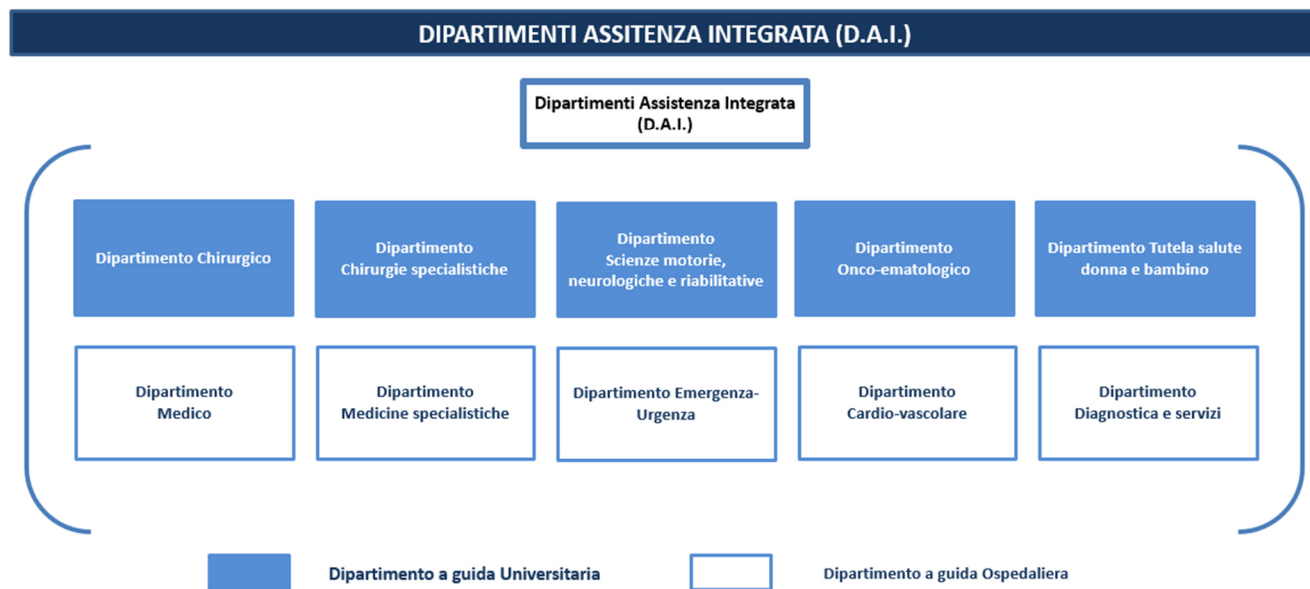 DIPARTIMENTI ASSITENZA INTEGRATA (D.A.I.)
Dipartimenti Assistenza Integrata
(D.A.I.)
Dipartimento Chirurgico
Dipartimento
Chirurgie specialistiche
Dipartimento
Scienze motorie,
neurologiche e riabilitative
Dipartimento
Onco-ematologico
Dipartimento Tutela salute
donna e bambino
Dipartimento
Medico
Dipartimento
Medicine specialistiche
Dipartimento Emergenza-
Urgenza
Dipartimento
Cardio-vascolare
Dipartimento
Diagnostica e servizi
Dipartimento a guida Universitaria
Dipartimento a guida Ospedaliera